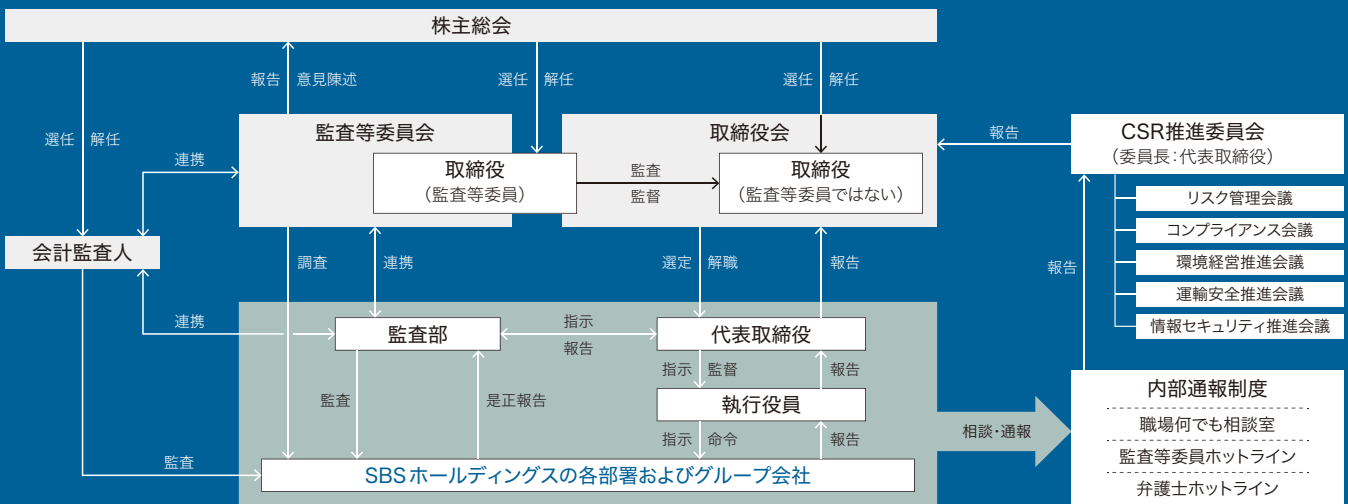 株主総会
報告 意見陳述
選任 解任
選任 解任
選任 解任
監査等委員会
取締役
（監査等委員）
監査
監督
取締役会
取締役
（監査等委員ではない）
報告
CSR推進委員会
（委員長：代表取締役）
リスク管理会議
コンプライアンス会議
環境経営推進会議
運輸安全推進会議
情報セキュリティ推進会議
連携
会計監査人
調査
連携
選定 解職
報告
報告
連携
監査部
指示
報告
代表取締役
指示 監督
報告
監査
是正報告
執行役員
指示 命令
報告
相談・通報
内部通報制度
職場何でも相談室
監査等委員ホットライン
弁護士ホットライン
監査
SBSホールディングスの各部署およびグループ会社